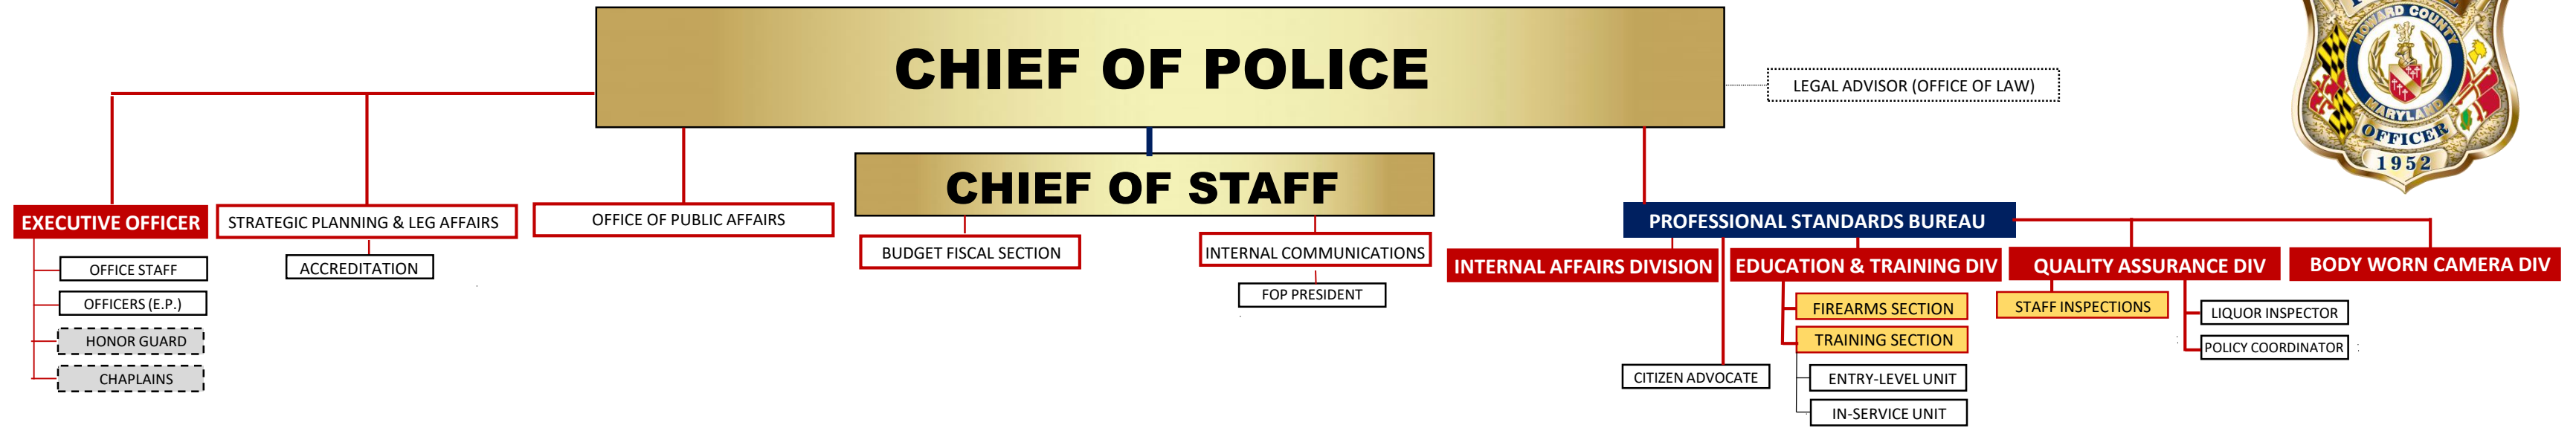 CHIEF OF POLICE
LEGAL ADVISOR (OFFICE OF LAW)
HOWARD COUNTY
MARYLAND
OFFICER
1952
CHIEF OF STAFF
EXECUTIVE OFFICER
STRATEGIC PLANNING & LEG AFFAIRS
OFFICE OF PUBLIC AFFAIRS
PROFESSIONAL STANDARDS BUREAU
OFFICE STAFF
OFFICERS (E.P.)
HONOR GUARD
CHAPLAINS
ACCREDITATION
BUDGET FISCAL SECTION
INTERNAL COMMUNICATIONS
FOP PRESIDENT
INTERNAL AFFAIRS DIVISION
EDUCATION & TRAINING DIV
QUALITY ASSURANCE DIV
BODY WORN CAMERA DIV
CITIZEN ADVOCATE
FIREARMS SECTION
TRAINING SECTION
ENTRY-LEVEL UNIT
IN-SERVICE UNIT
STAFF INSPECTIONS
LIQUOR INSPECTOR
POLICY COORDINATOR